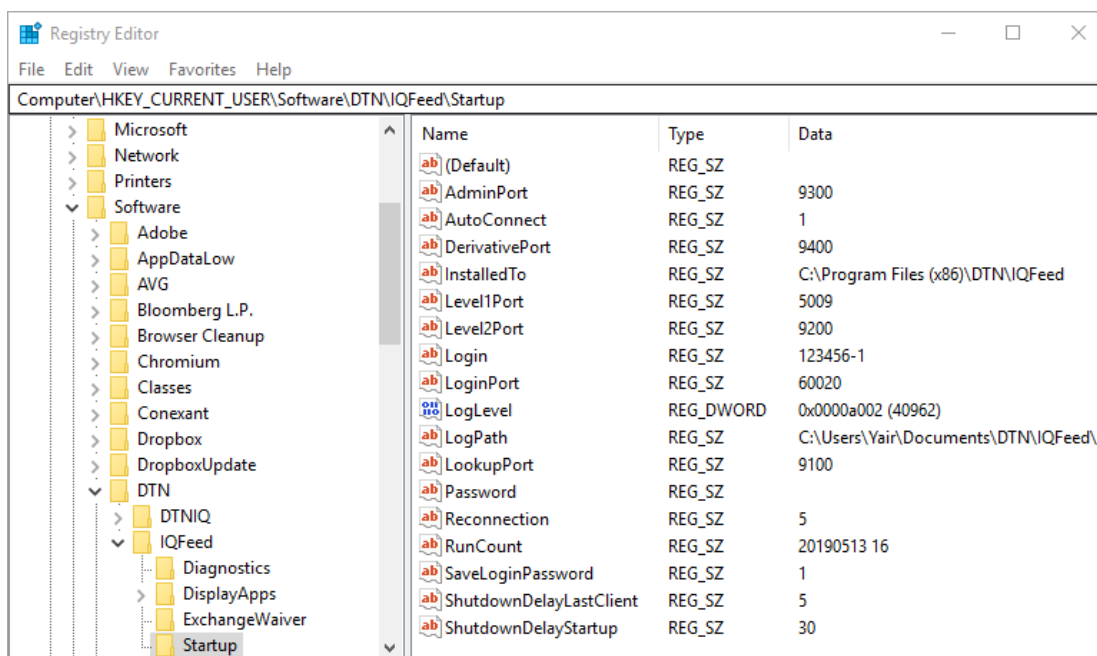 Registry Editor
File Edit View Favorites Help
Computer\HKEY_CURRENT_USER\Software\DTN\IQFeed\Startup
Microsoft
Network
Printers
Software
Adobe
AppDataLow
AVG
Bloomberg L.P.
Browser Cleanup
Chromium
Classes
Conexant
Dropbox
DropboxUpdate
DTN
DTNIQ
IQFeed
Diagnostics
DisplayApps
ExchangeWaiver
Startup
Name Type Data
(Default) REG_SZ
AdminPort REG_SZ 9300
AutoConnect REG_SZ 1
DerivativePort REG_SZ 9400
InstalledTo REG_SZ C:\Program Files (x86)\DTN\IQFeed
Level1Port REG_SZ 5009
Level2Port REG_SZ 9200
Login REG_SZ 123456-1
LoginPort REG_SZ 60020
LogLevel REG_DWORD 0x0000a002 (40962)
LogPath REG_SZ C:\Users\Yair\Documents\DTN\IQFeed\
LookupPort REG_SZ 9100
Password REG_SZ
Reconnection REG_SZ 5
RunCount REG_SZ 20190513 16
SaveLoginPassword REG_SZ 1
ShutdownDelayLastClient REG_SZ 5
ShutdownDelayStartup REG_SZ 30